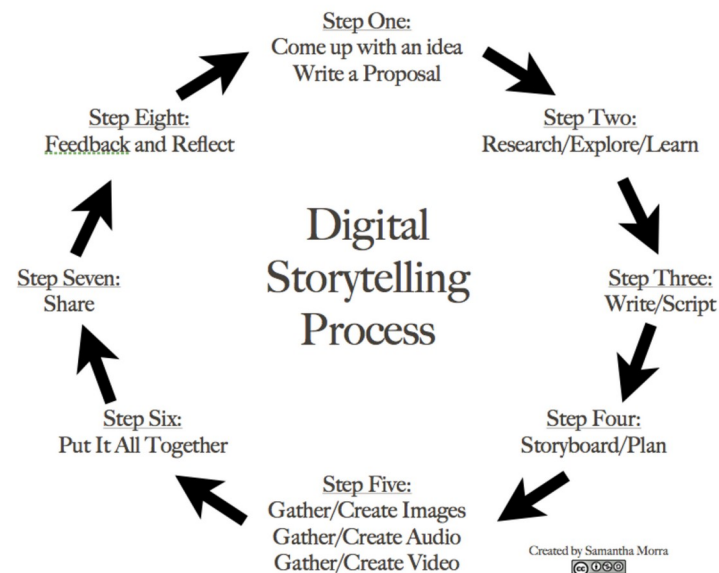 Step One:
Come up with an idea
Write a Proposal
Step Two:
Research/Explore/Learn
Step Three:
Write/Script
Step Four:
Storyboard/Plan
Step Five:
Gather/Create Images
Gather/Create Audio
Gather/Create Video
Step Six:
Put It All Together
Step Seven:
Share
Step Eight:
Feedback and Reflect
Digital
Storytelling
Process
Created by Samantha Morra